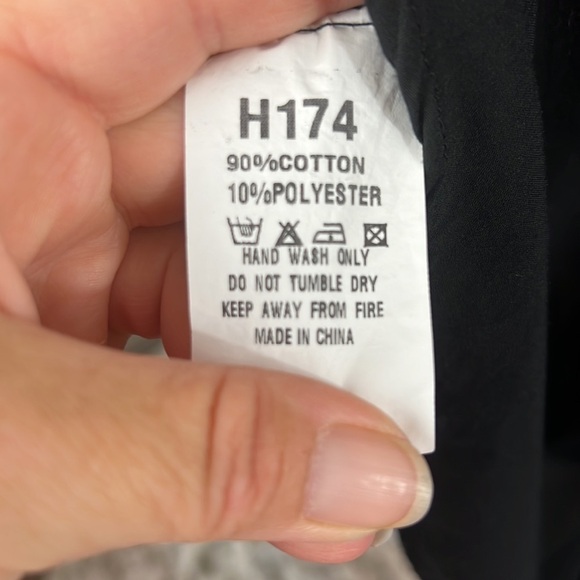 H174
90%COTTON
10%POLYESTER
HAND WASH ONLY
DO NOT TUMBLE DRY
KEEP AWAY FROM FIRE
MADE IN CHINA